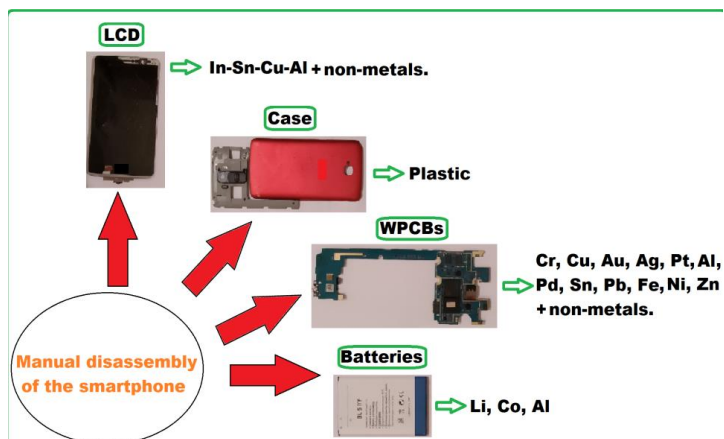 LCD
In-Sn-Cu-Al + non-metals.
Case
Plastic
WPCBs
Cr, Cu, Au, Ag, Pt, Al,
Pd, Sn, Pb, Fe, Ni, Zn
+ non-metals.
Manual disassembly
of the smartphone
Batteries
Li, Co, Al